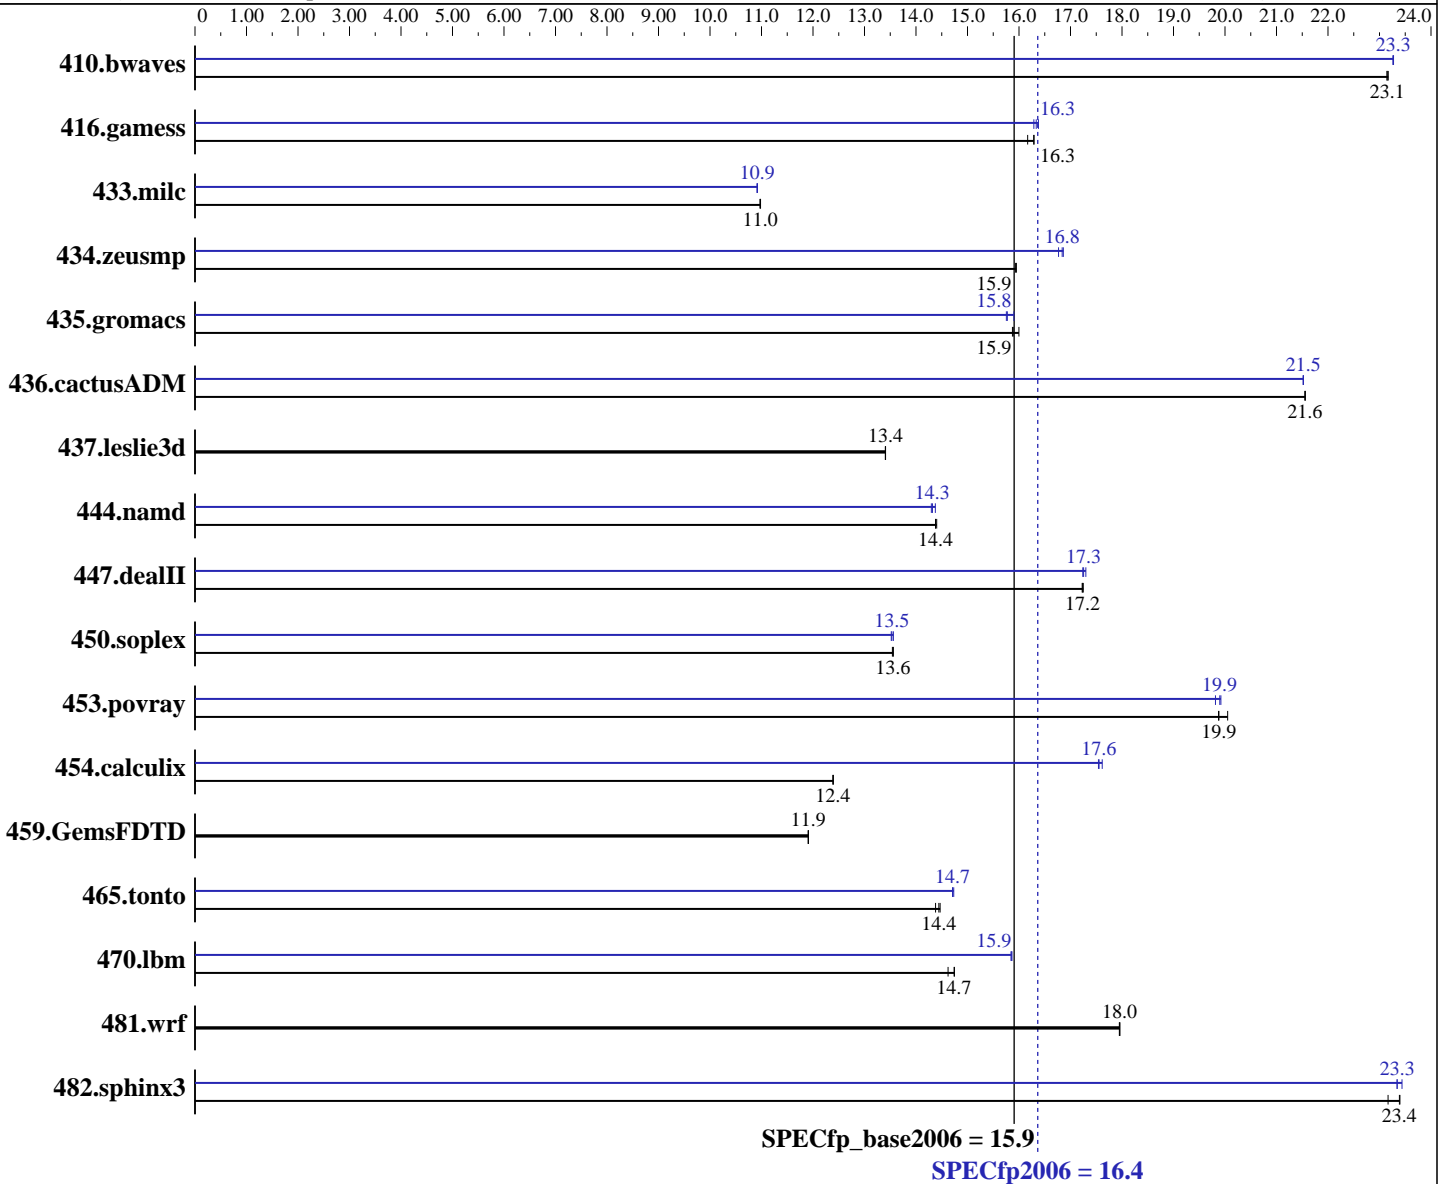 0 1.00 2.00 3.00 4.00 5.00 6.00 7.00 8.00 9.00 10.0 11.0 12.0 13.0 14.0 15.0 16.0 17.0 18.0 19.0 20.0 21.0 22.0 24.0
23.3
410.bwaves
23.1
16.3
416.gamess
16.3
10.9
433.milc
11.0
16.8
434.zeusmp
15.9
15.8
435.gromacs
15.9
21.5
436.cactusADM
21.6
13.4
437.leslie3d
14.3
444.namd
14.4
17.3
447.dealII
17.2
13.5
450.soplex
13.6
19.9
453.povray
19.9
17.6
454.calculix
12.4
11.9
459.GemsFDTD
14.7
465.tonto
14.4
15.9
470.lbm
14.7
18.0
481.wrf
23.3
482.sphinx3
23.4
SPECfp_base2006 = 15.9
SPECfp2006 = 16.4